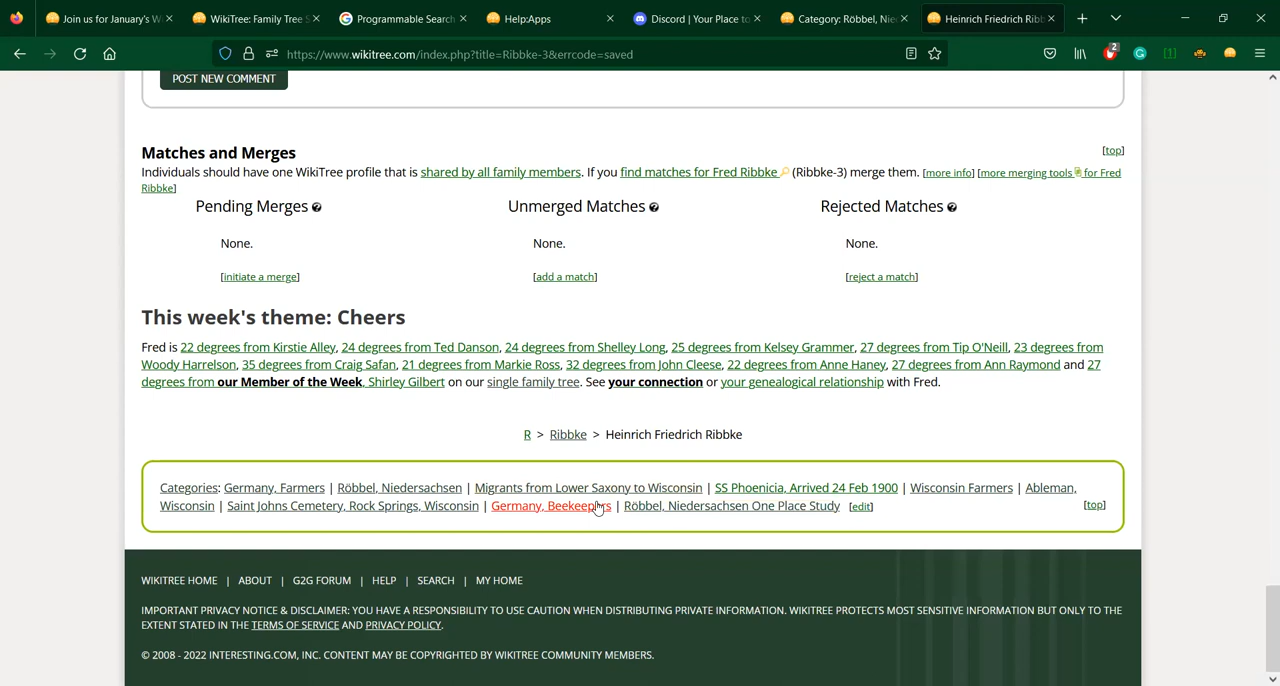 Join us for January's W
WikiTree: Family Tree S
Programmable Search
Help:Apps
Discord | Your Place to
Category: Röbbel, Nie
Heinrich Friedrich Ribb
https://www.wikitree.com/index.php?title=Ribbke-3&errcode=saved
2
POST NEW COMMENT
Matches and Merges
[top]
Individuals should have one WikiTree profile that is shared by all family members. If you find matches for Fred Ribbke (Ribbke-3) merge them. [more info] [more merging tools for Fred
Ribbke]
Pending Merges
Unmerged Matches
Rejected Matches
None.
None.
None.
[initiate a merge]
[add a match]
[reject a match]
This week's theme: Cheers
Fred is 22 degrees from Kirstie Alley, 24 degrees from Ted Danson, 24 degrees from Shelley Long, 25 degrees from Kelsey Grammer, 27 degrees from Tip O'Neill, 23 degrees from
Woody Harrelson, 35 degrees from Craig Safan, 21 degrees from Markie Ross, 32 degrees from John Cleese, 22 degrees from Anne Haney, 27 degrees from Ann Raymond and 27
degrees from our Member of the Week, Shirley Gilbert on our single family tree. See your connection or your genealogical relationship with Fred.
R > Ribbke > Heinrich Friedrich Ribbke
Categories: Germany, Farmers | Röbbel, Niedersachsen | Migrants from Lower Saxony to Wisconsin | SS Phoenicia, Arrived 24 Feb 1900 | Wisconsin Farmers | Ableman,
Wisconsin | Saint Johns Cemetery, Rock Springs, Wisconsin | Germany, Beekeepers | Röbbel, Niedersachsen One Place Study [edit]
[top]
WIKITREE HOME | ABOUT | G2G FORUM | HELP | SEARCH | MY HOME
IMPORTANT PRIVACY NOTICE & DISCLAIMER: YOU HAVE A RESPONSIBILITY TO USE CAUTION WHEN DISTRIBUTING PRIVATE INFORMATION. WIKITREE PROTECTS MOST SENSITIVE INFORMATION BUT ONLY TO THE
EXTENT STATED IN THE TERMS OF SERVICE AND PRIVACY POLICY.
© 2008 - 2022 INTERESTING.COM, INC. CONTENT MAY BE COPYRIGHTED BY WIKITREE COMMUNITY MEMBERS.